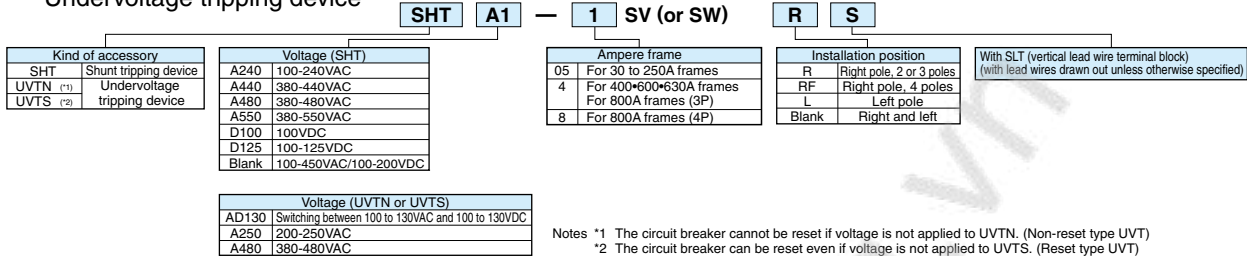 Undervoltage tripping device
SHT A1 — 1 SV (or SW) R S
Kind of accessory
SHT Shunt tripping device
UVTN (*1) Undervoltage
UVTS (*2) tripping device
Voltage (SHT)
A240 100-240VAC
A440 380-440VAC
A480 380-480VAC
A550 380-550VAC
D100 100VDC
D125 100-125VDC
Blank 100-450VAC/100-200VDC
Ampere frame
05 For 30 to 250A frames
4 For 400•600•630A frames
For 800A frames (3P)
8 For 800A frames (4P)
Installation position
R Right pole, 2 or 3 poles
RF Right pole, 4 poles
L Left pole
Blank Right and left
With SLT (vertical lead wire terminal block)
(with lead wires drawn out unless otherwise specified)
Voltage (UVTN or UVTS)
AD130 Switching between 100 to 130VAC and 100 to 130VDC
A250 200-250VAC
A480 380-480VAC
Notes *1 The circuit breaker cannot be reset if voltage is not applied to UVTN. (Non-reset type UVT)
*2 The circuit breaker can be reset even if voltage is not applied to UVTS. (Reset type UVT)
vn